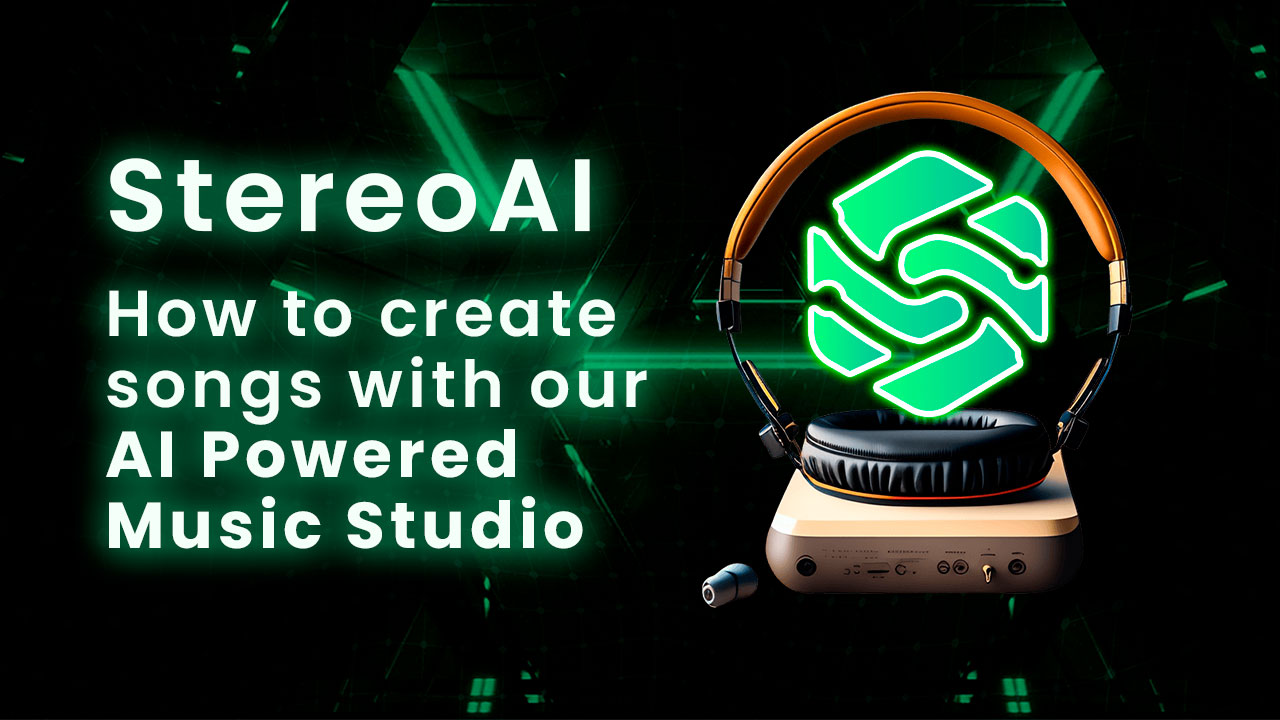 StereoAI
How to create
songs with our
AI Powered
Music Studio